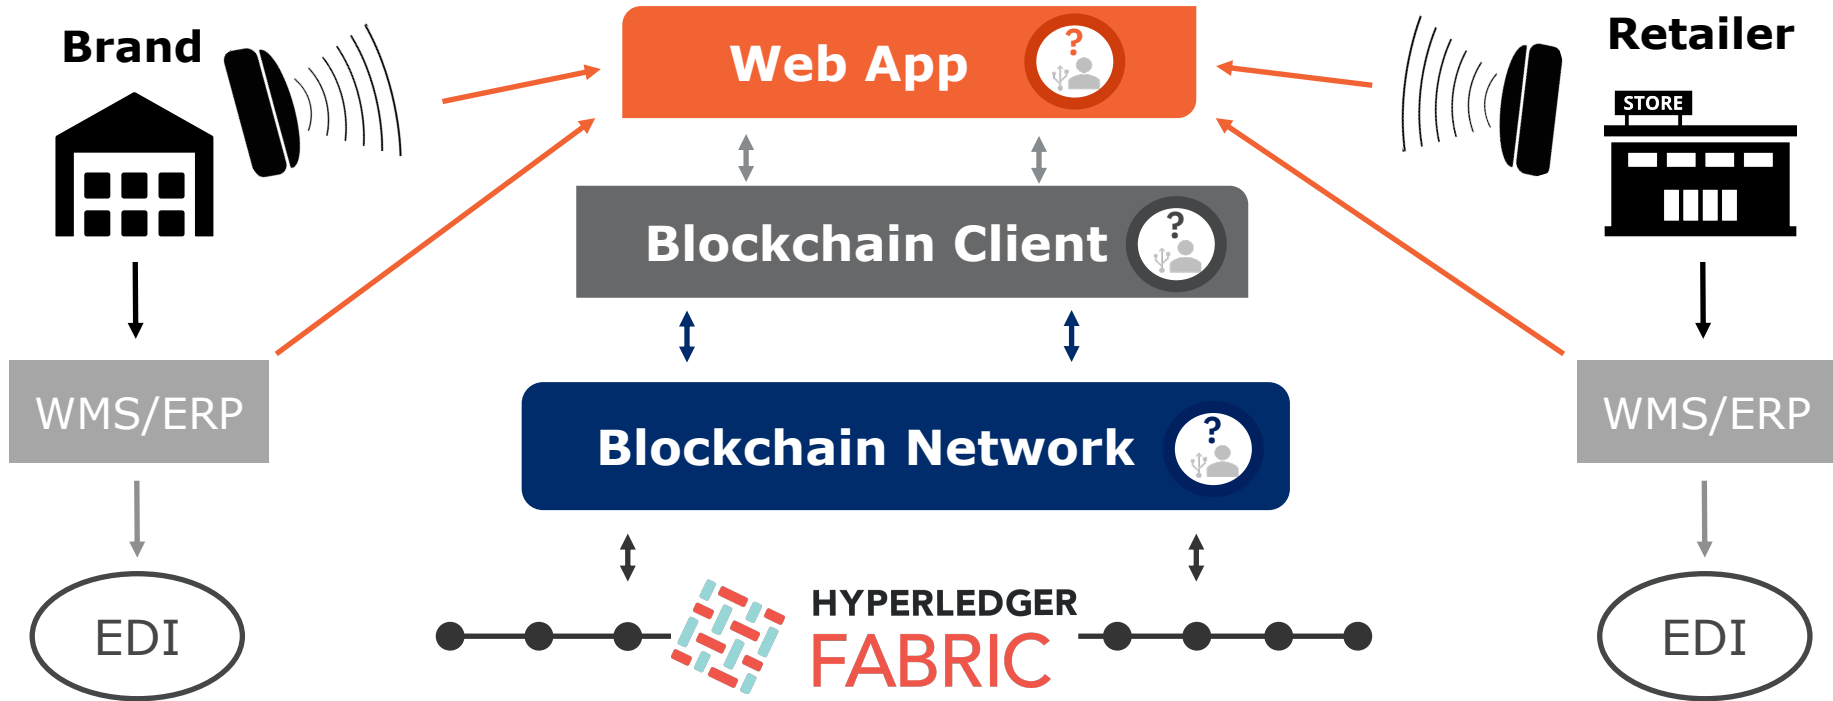 Brand
Web App
?
Retailer
STORE
Blockchain Client
?
WMS/ERP
Blockchain Network
?
WMS/ERP
EDI
HYPERLEDGER
FABRIC
EDI